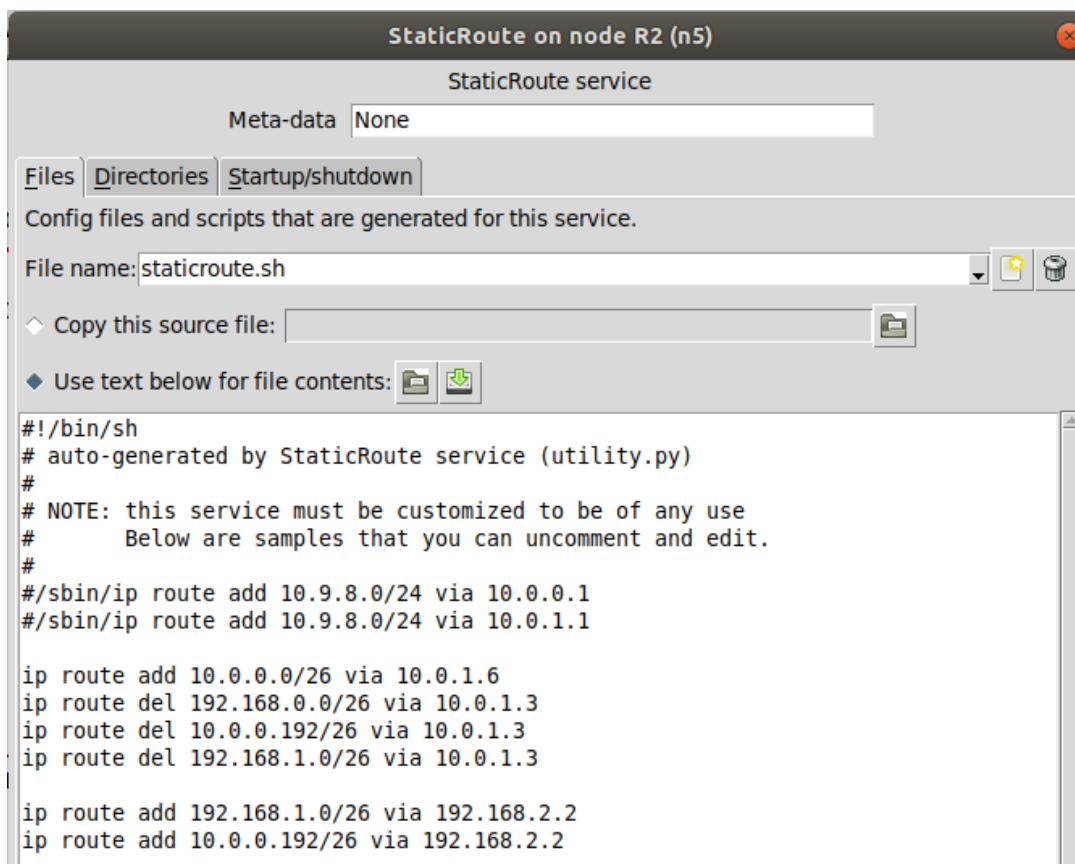 StaticRoute on node R2 (n5)
StaticRoute service
Meta-data None
Files Directories Startup/shutdown
Config files and scripts that are generated for this service.
File name: staticroute.sh
Copy this source file:
Use text below for file contents:
#!/bin/sh
# auto-generated by StaticRoute service (utility.py)
#
# NOTE: this service must be customized to be of any use
#       Below are samples that you can uncomment and edit.
#
#/sbin/ip route add 10.9.8.0/24 via 10.0.0.1
#/sbin/ip route add 10.9.8.0/24 via 10.0.1.1
ip route add 10.0.0.0/26 via 10.0.1.6
ip route del 192.168.0.0/26 via 10.0.1.3
ip route del 10.0.0.192/26 via 10.0.1.3
ip route del 192.168.1.0/26 via 10.0.1.3
ip route add 192.168.1.0/26 via 192.168.2.2
ip route add 10.0.0.192/26 via 192.168.2.2